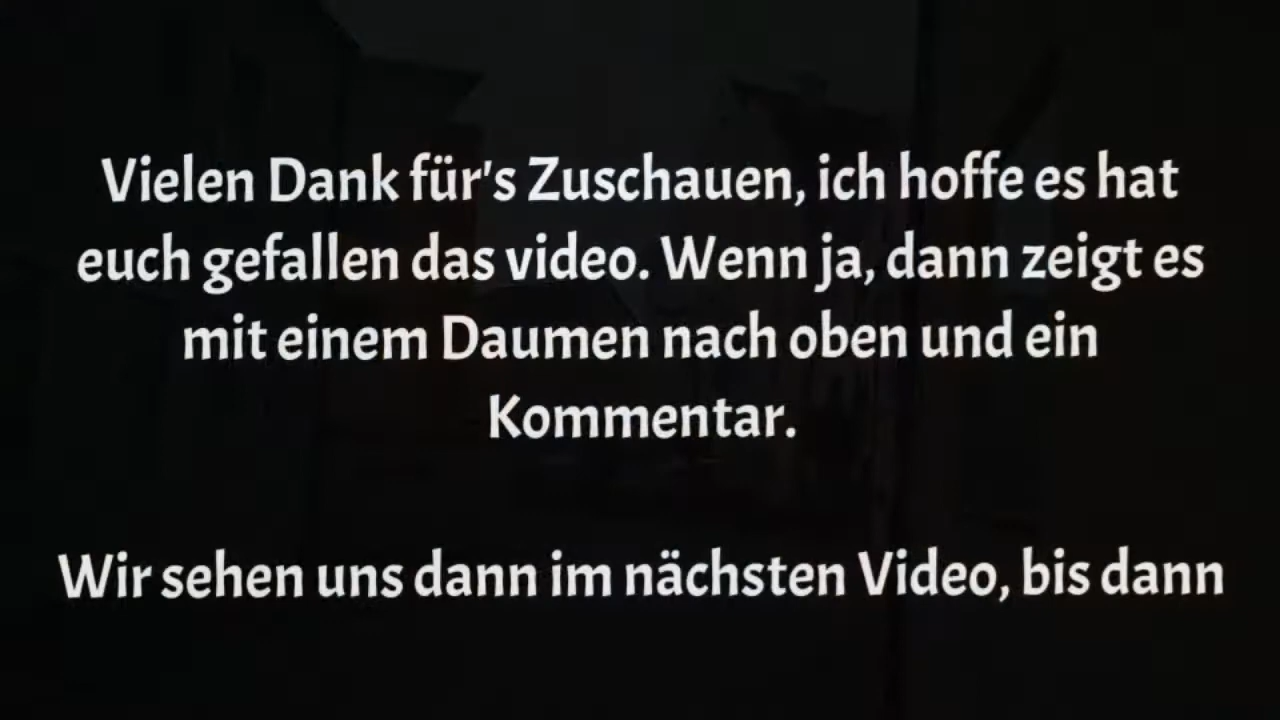 Vielen Dank für's Zuschauen, ich hoffe es hat
euch gefallen das video. Wenn ja, dann zeigt es
mit einem Daumen nach oben und ein
Kommentar.
Wir sehen uns dann im nächsten Video, bis dann